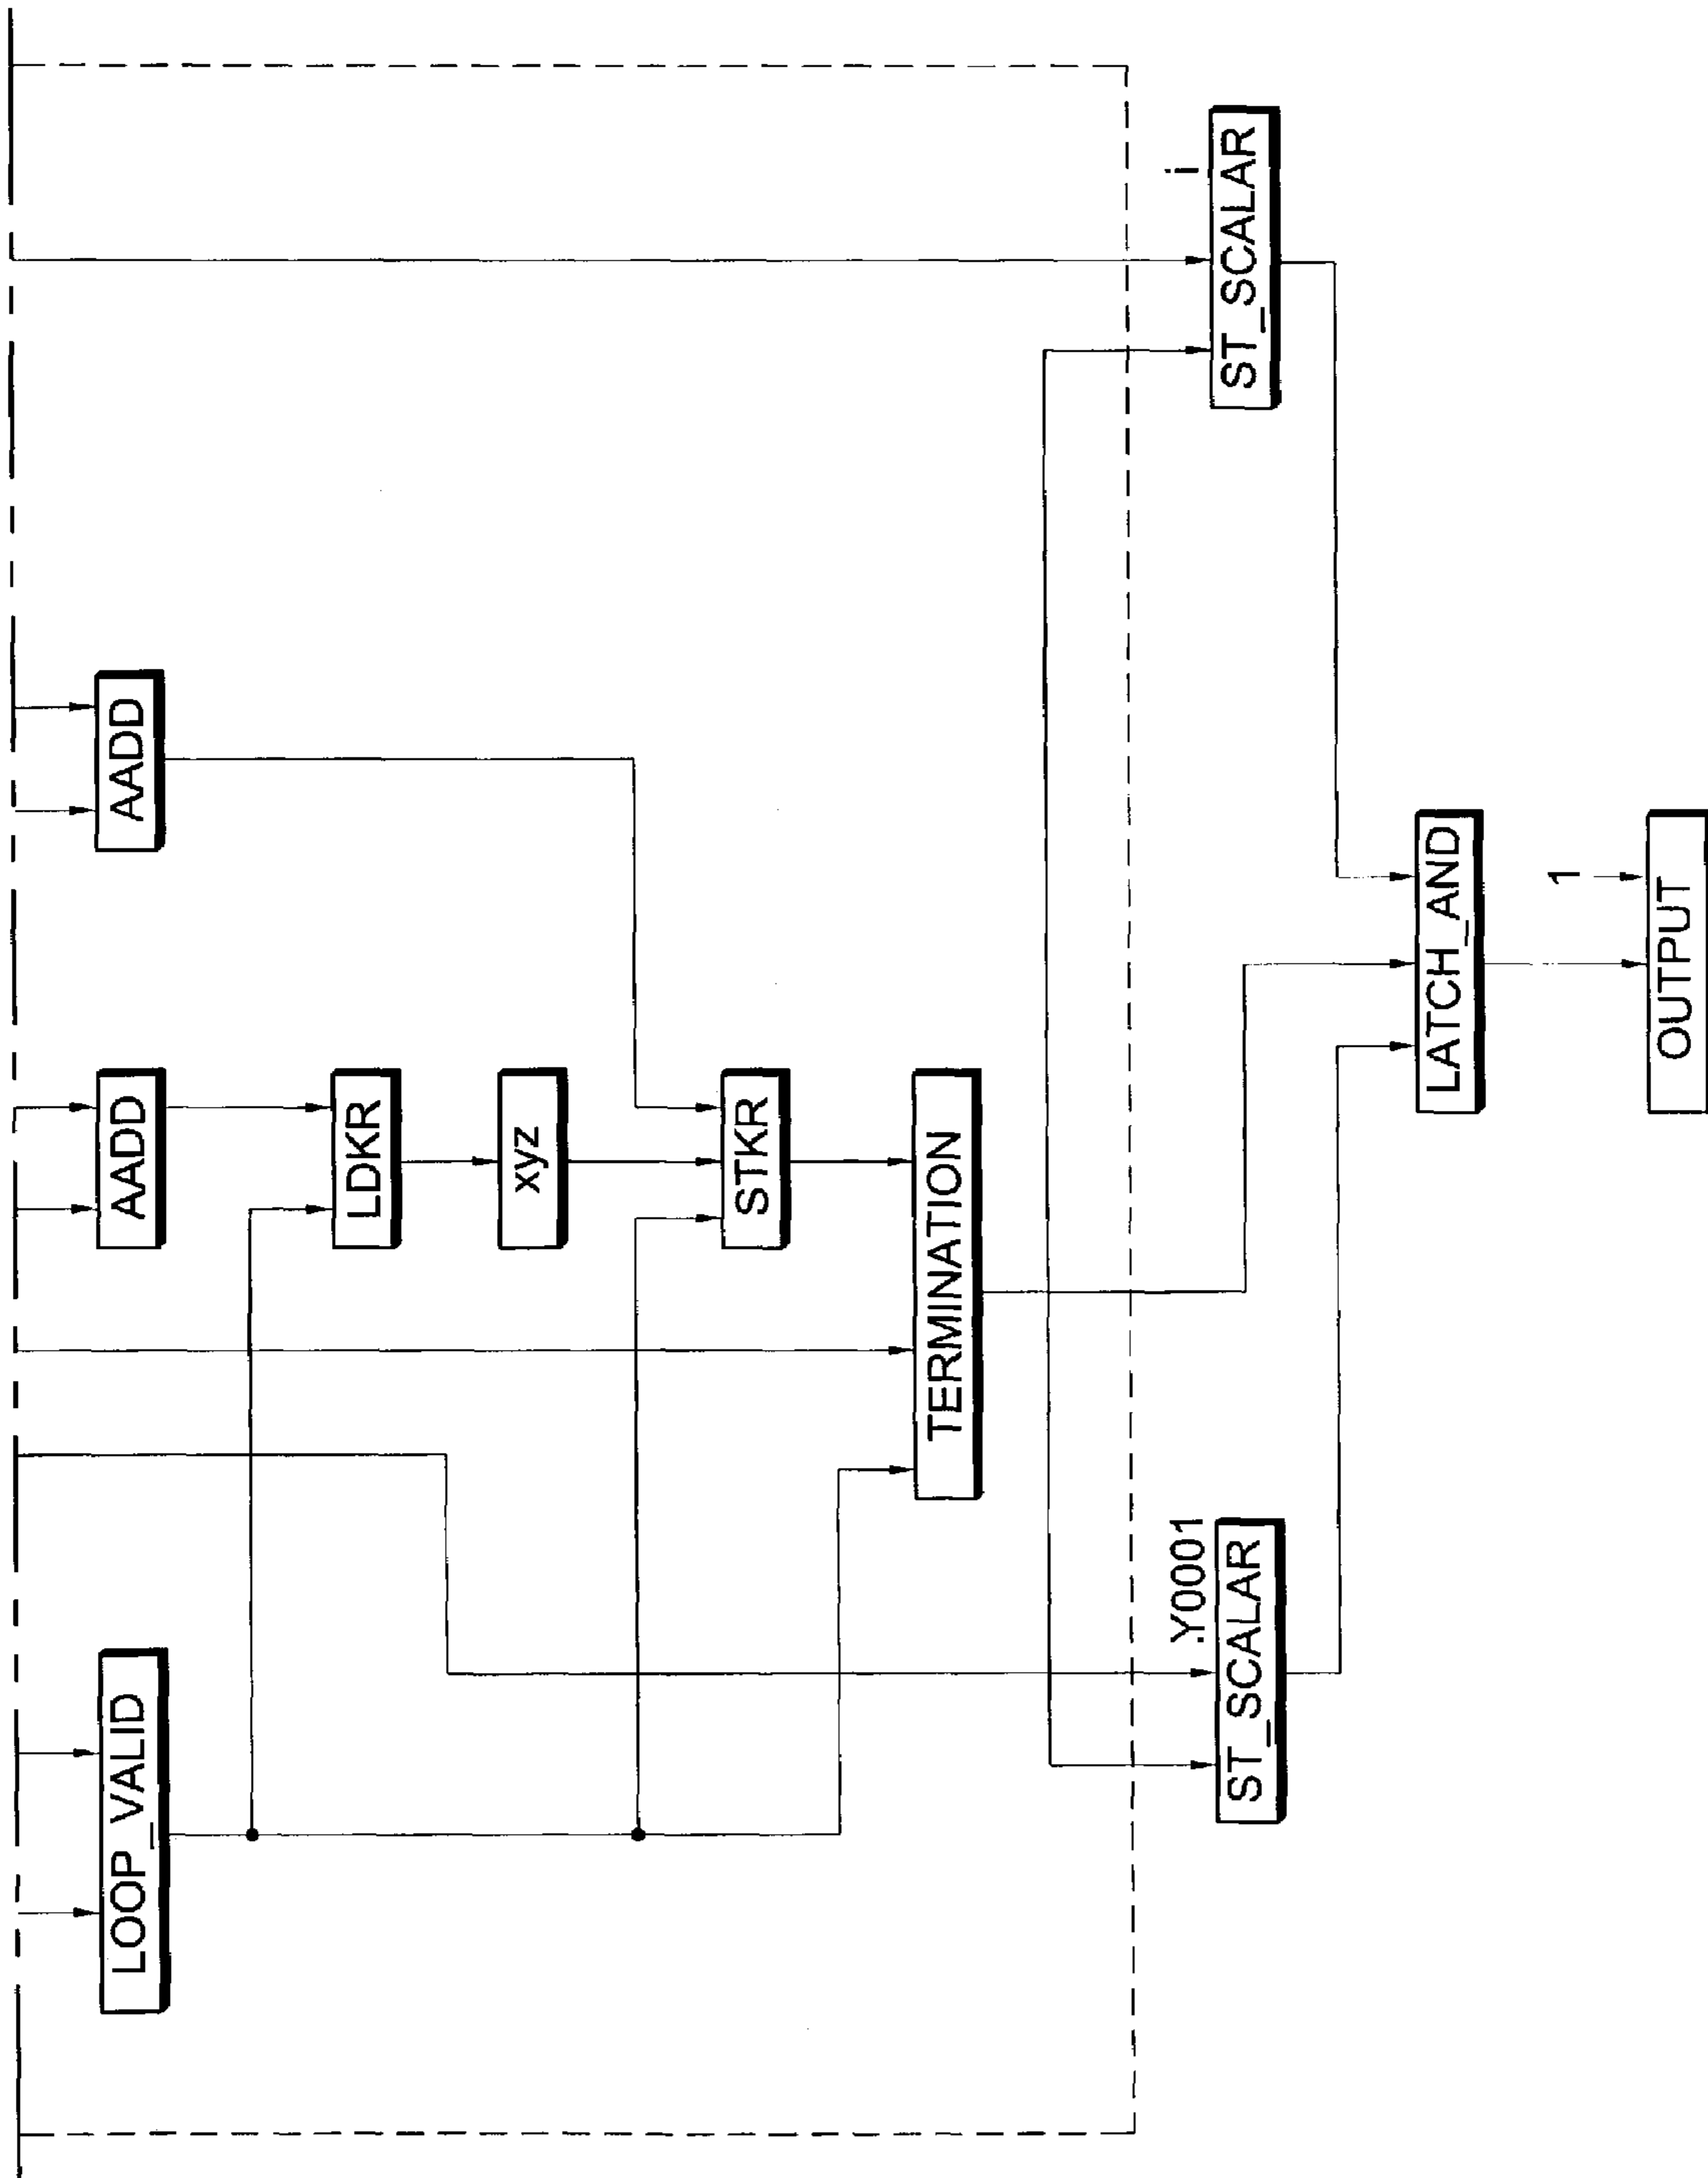 LOOP_VALID
AADD
AADD
LDKR
xyz
STKR
TERMINATION
.Y0001
ST_SCALAR
i
ST_SCALAR
LATCH_AND
1
OUTPUT